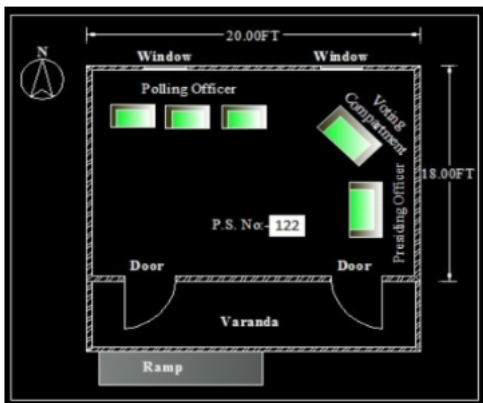 20.00FT
N
Window
Window
Polling Officer
Voting
Compartment
18.00FT
Presiding Officer
P.S. No:- 122
Door
Door
Varanda
Ramp